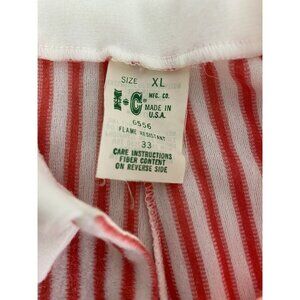 SIZE XL
H•C MFG. CO.
MADE IN
U.S.A.
6556
FLAME RESISTANT
33
CARE INSTRUCTIONS
FIBER CONTENT
ON REVERSE SIDE